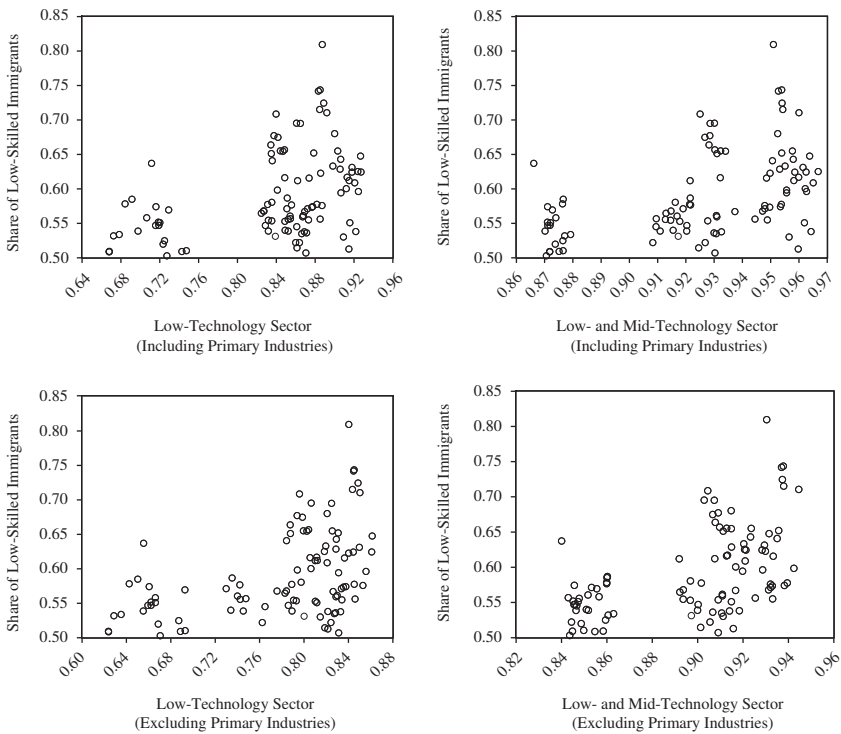 0.85
0.80
0.75
0.70
0.65
0.60
0.55
0.50
Share of Low-Skilled Immigrants
0.64 0.68 0.72 0.76 0.80 0.84 0.88 0.92 0.96
Low-Technology Sector
(Including Primary Industries)
0.85
0.80
0.75
0.70
0.65
0.60
0.55
0.50
Share of Low-Skilled Immigrants
0.86 0.87 0.88 0.89 0.90 0.91 0.92 0.93 0.94 0.95 0.96 0.97
Low- and Mid-Technology Sector
(Including Primary Industries)
0.85
0.80
0.75
0.70
0.65
0.60
0.55
0.50
Share of Low-Skilled Immigrants
0.60 0.64 0.68 0.72 0.76 0.80 0.84 0.88
Low-Technology Sector
(Excluding Primary Industries)
0.85
0.80
0.75
0.70
0.65
0.60
0.55
0.50
Share of Low-Skilled Immigrants
0.82 0.84 0.86 0.88 0.90 0.92 0.94 0.96
Low- and Mid-Technology Sector
(Excluding Primary Industries)